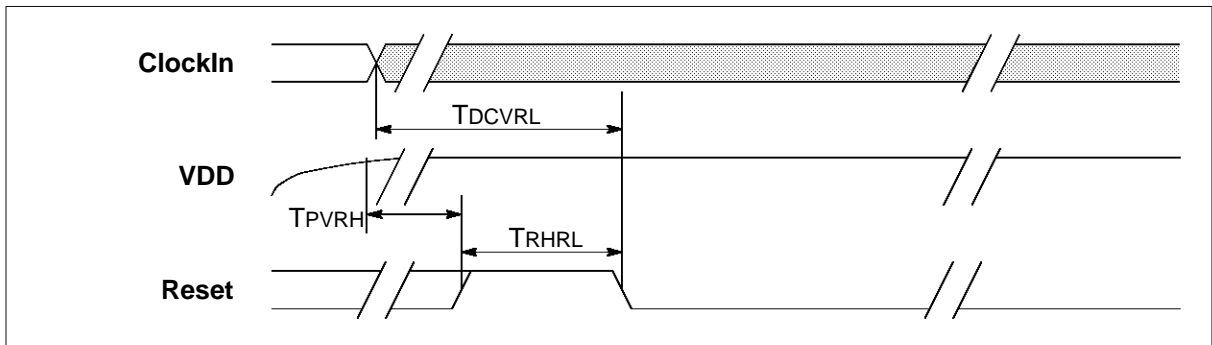 ClockIn
TDCVRL
VDD
TPVRH
TRHRL
Reset